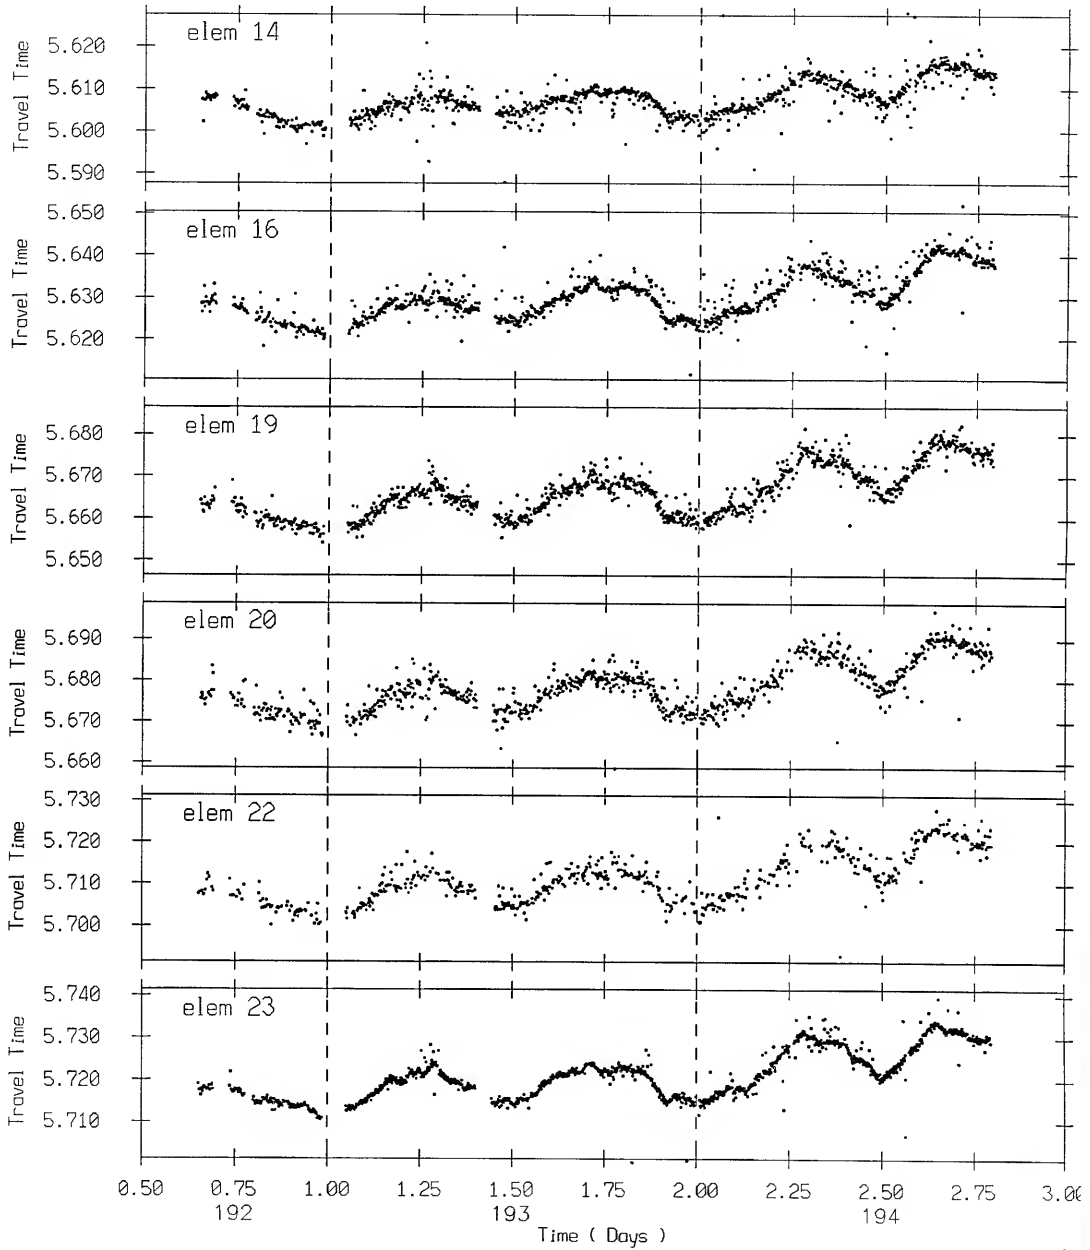 elem 14
Travel Time
5.620
5.610
5.600
5.590
elem 16
Travel Time
5.650
5.640
5.630
5.620
elem 19
Travel Time
5.680
5.670
5.660
5.650
elem 20
Travel Time
5.690
5.680
5.670
5.660
elem 22
Travel Time
5.730
5.720
5.710
5.700
elem 23
Travel Time
5.740
5.730
5.720
5.710
0.50 0.75 1.00 1.25 1.50 1.75 2.00 2.25 2.50 2.75 3.00
192 193 194
Time ( Days )